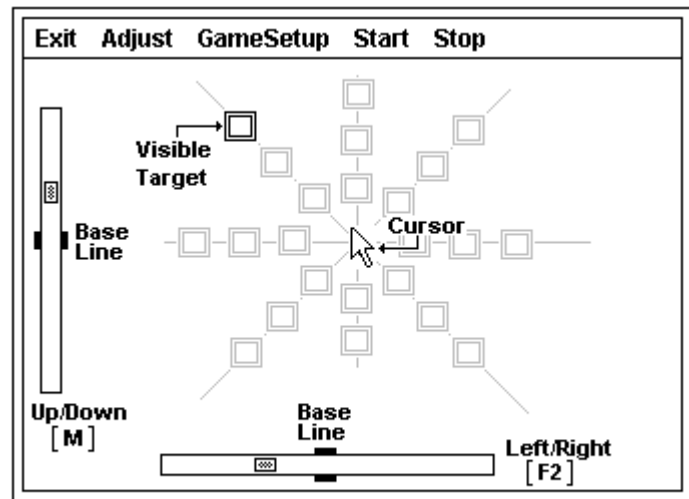 Exit Adjust GameSetup Start Stop
Visible
Target
Cursor
Base
Line
Up/Down
[M]
Base
Line
Left/Right
[F2]